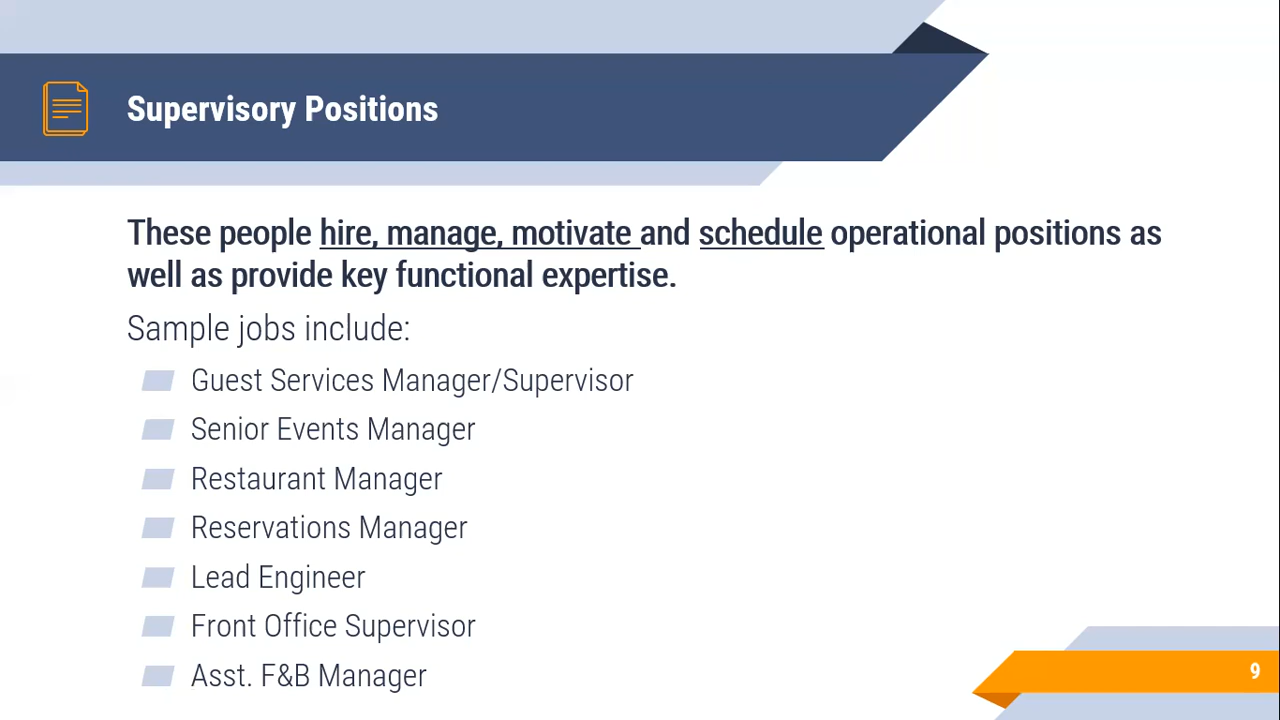 Supervisory Positions
These people hire, manage, motivate and schedule operational positions as
well as provide key functional expertise.
Sample jobs include:
Guest Services Manager/Supervisor
Senior Events Manager
Restaurant Manager
Reservations Manager
Lead Engineer
Front Office Supervisor
Asst. F&B Manager
9